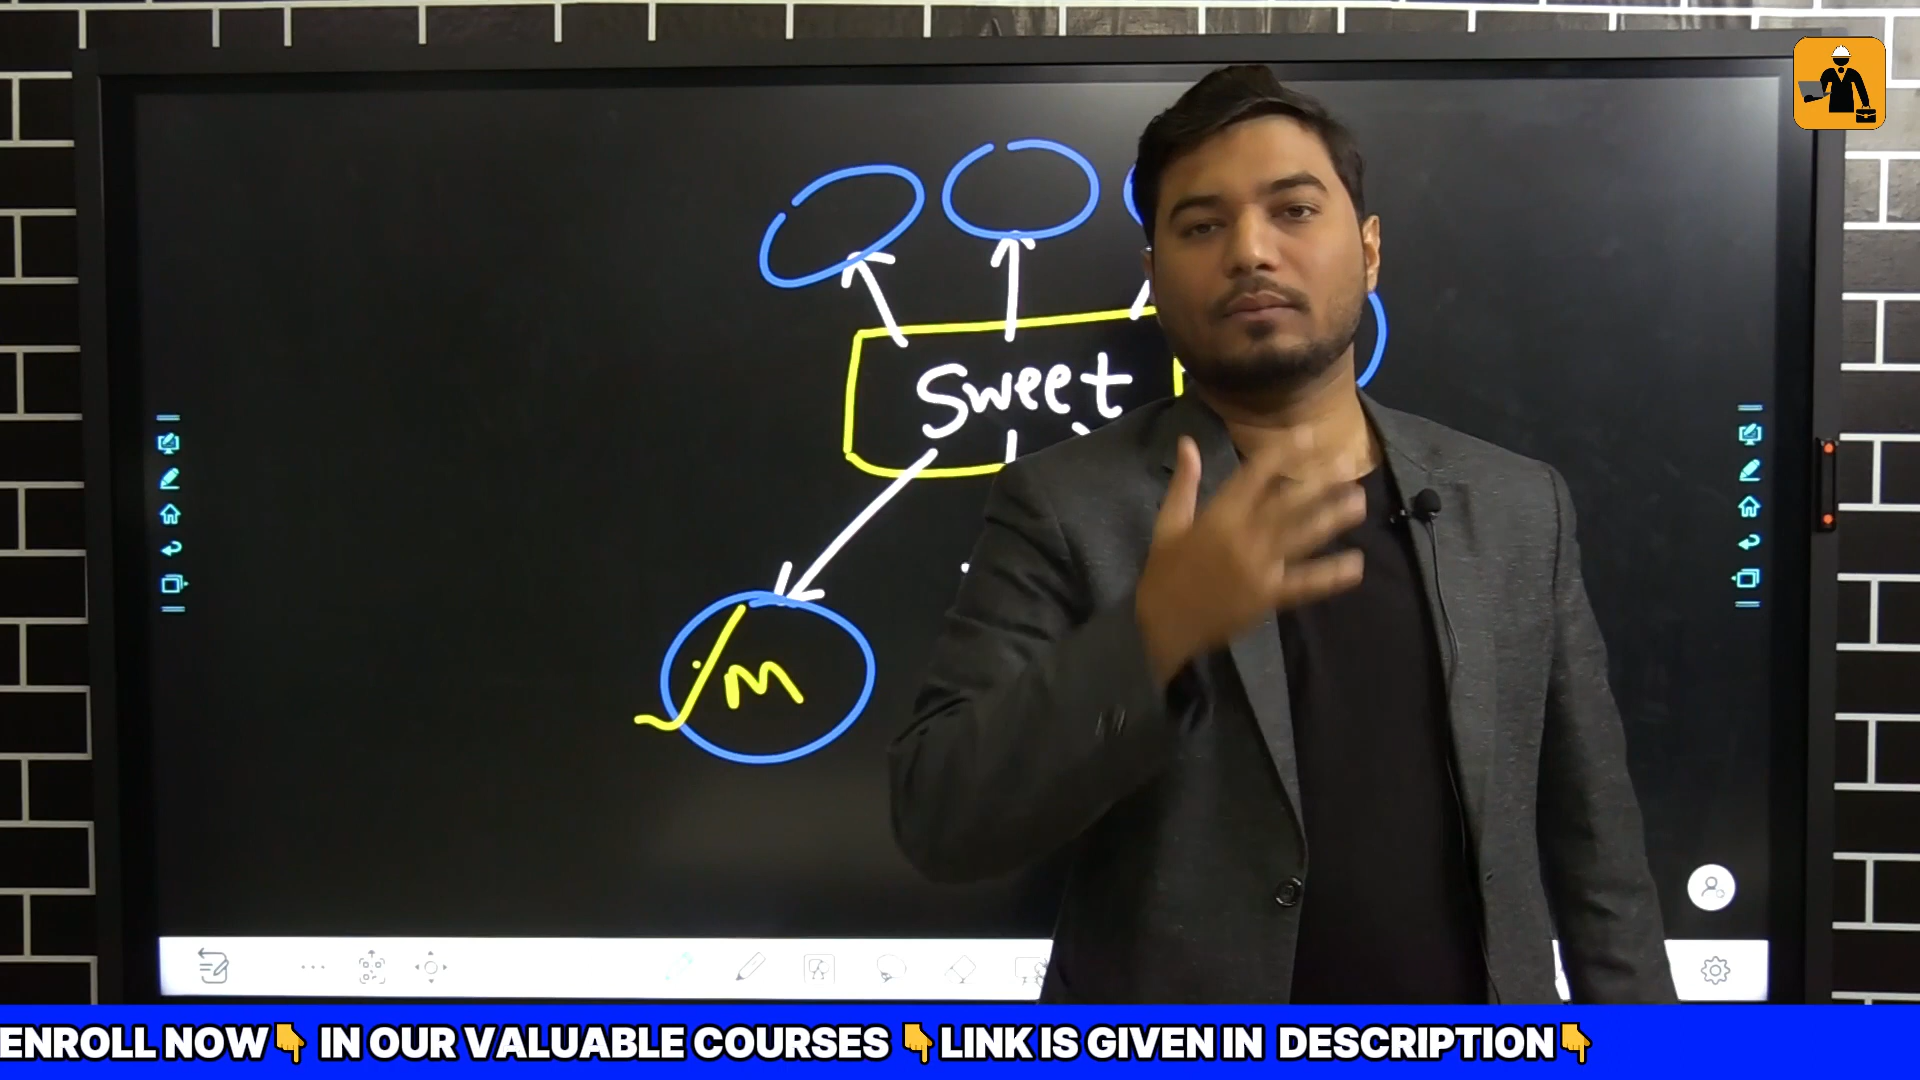 Sweet
M
ENROLL NOW👇 IN OUR VALUABLE COURSES 👇LINK IS GIVEN IN DESCRIPTION👇